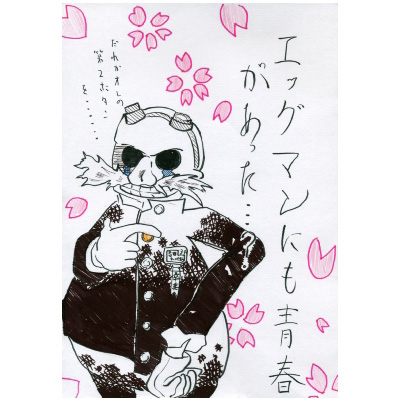 エッグマンにも青春
があった…?
だれかオレの
第2ボタン
を……